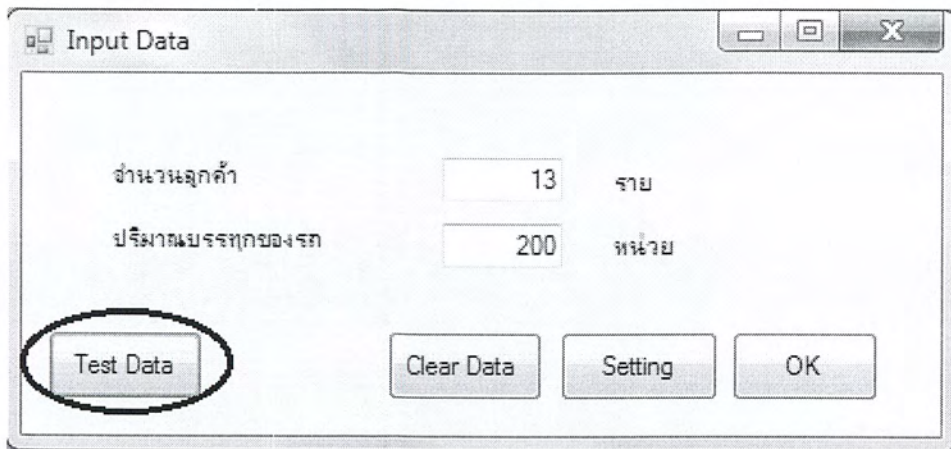 Input Data
จำนวนลูกค้า 13 ราย
ปริมาณบรรทุกของรถ 200 หน่วย
Test Data Clear Data Setting OK